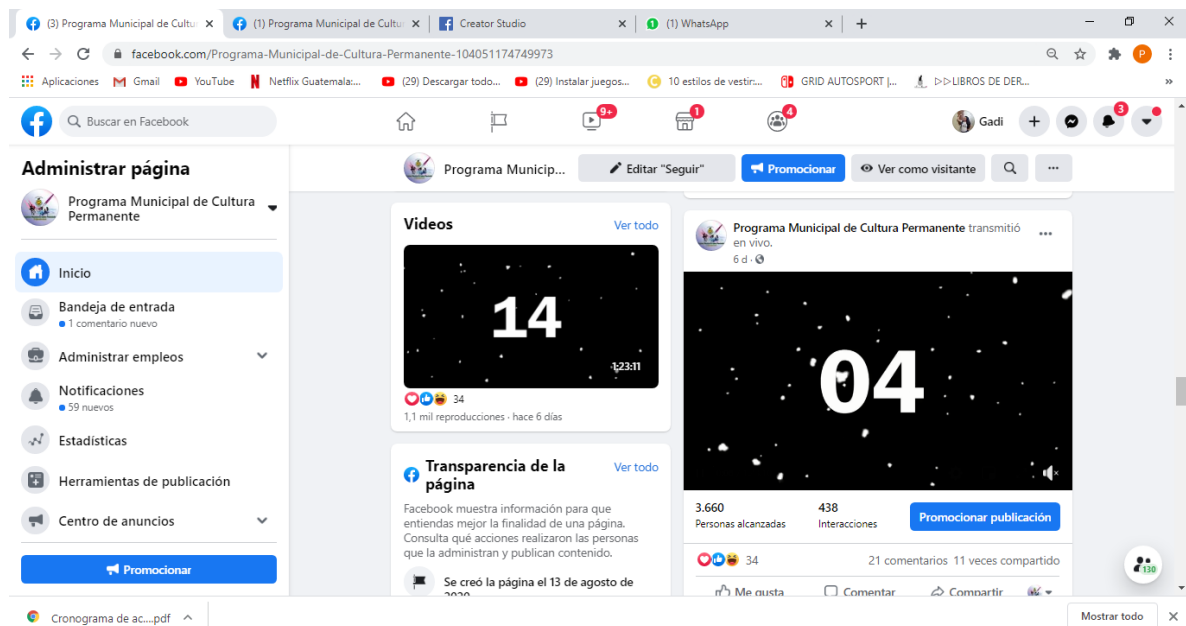 (3) Programa Municipal de Cultur
(1) Programa Municipal de Cultur
Creator Studio
(1) WhatsApp
facebook.com/Programa-Municipal-de-Cultura-Permanente-104051174749973
P
Aplicaciones
Gmail
YouTube
Netflix Guatemala:...
(29) Descargar todo...
(29) Instalar juegos...
10 estilos de vestir:...
GRID AUTOSPORT |...
▷▷LIBROS DE DER...
»
Buscar en Facebook
9+
1
4
Gadi
3
Administrar página
Programa Municipal de Cultura
Permanente
Inicio
Bandeja de entrada
1 comentario nuevo
Administrar empleos
Notificaciones
59 nuevos
Estadísticas
Herramientas de publicación
Centro de anuncios
Promocionar
Programa Municip...
Editar "Seguir"
Promocionar
Ver como visitante
Videos
Ver todo
14
1:23:11
34
1,1 mil reproducciones · hace 6 días
Transparencia de la
página
Ver todo
Facebook muestra información para que
entiendas mejor la finalidad de una página.
Consulta qué acciones realizaron las personas
que la administran y publican contenido.
Se creó la página el 13 de agosto de
2020
Programa Municipal de Cultura Permanente transmitió
en vivo.
6 d ·
04
3.660
Personas alcanzadas
438
Interacciones
Promocionar publicación
34
21 comentarios 11 veces compartido
Me gusta
Comentar
Compartir
130
Cronograma de ac....pdf
Mostrar todo